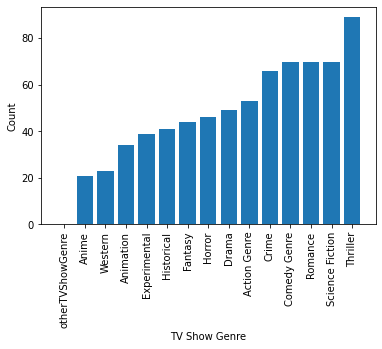 80
60
40
20
0
Count
otherTVShowGenre
Anime
Western
Animation
Experimental
Historical
Fantasy
Horror
Drama
Action Genre
Crime
Comedy Genre
Romance
Science Fiction
Thriller
TV Show Genre